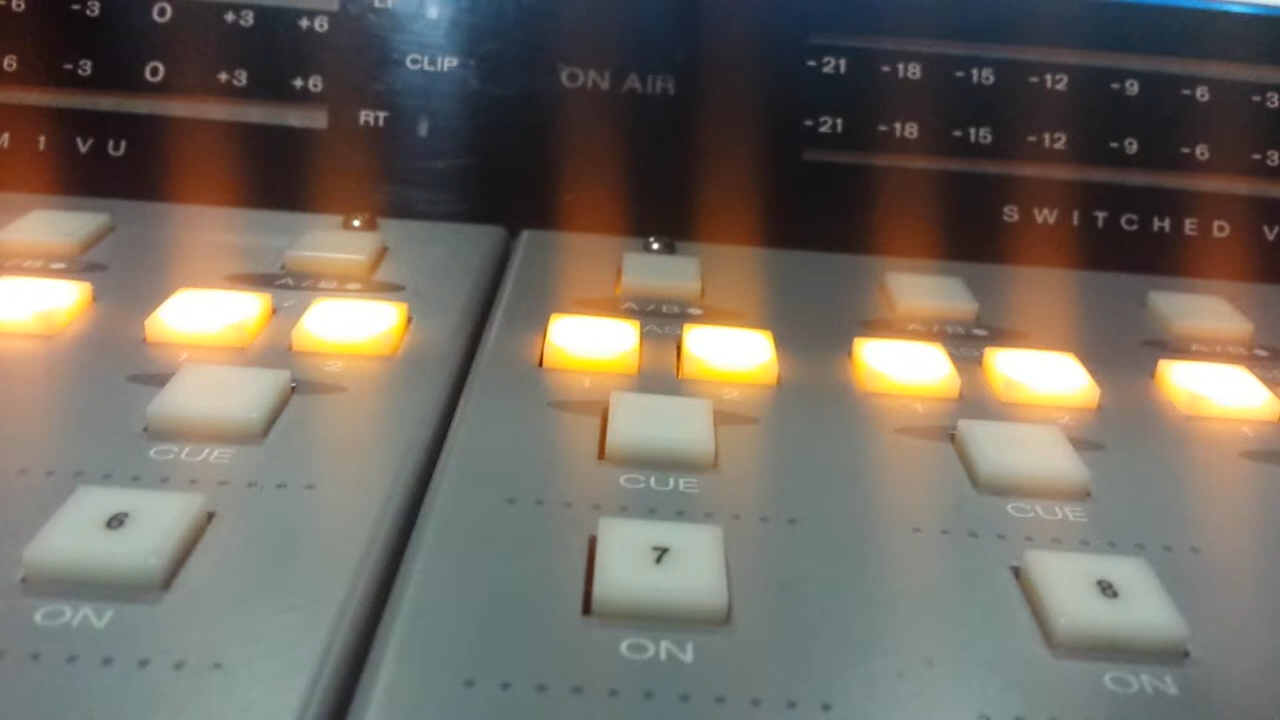 -6 -3 0 +3 +6
6 -3 0 +3 +6
CLIP
RT
ON AIR
-21 -18 -15 -12 -9 -6 -3
-21 -18 -15 -12 -9 -6 -3
M 1 VU
SWITCHED V
A/B A/B A/B A/B
1 2 1 2 1 2 1
CUE CUE CUE
6 7 8
ON ON ON